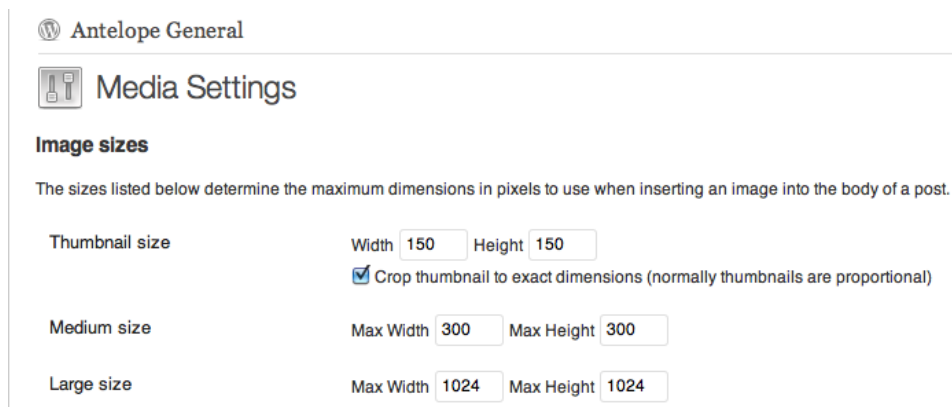 Antelope General
Media Settings
Image sizes
The sizes listed below determine the maximum dimensions in pixels to use when inserting an image into the body of a post.
Thumbnail size Width 150 Height 150
Crop thumbnail to exact dimensions (normally thumbnails are proportional)
Medium size Max Width 300 Max Height 300
Large size Max Width 1024 Max Height 1024